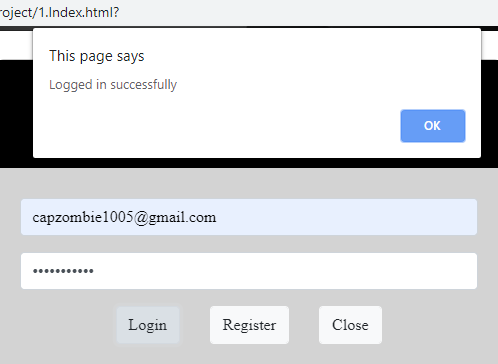 roject/1.Index.html?
This page says
Logged in successfully
OK
capzombie1005@gmail.com
•••••••••••
Login Register Close